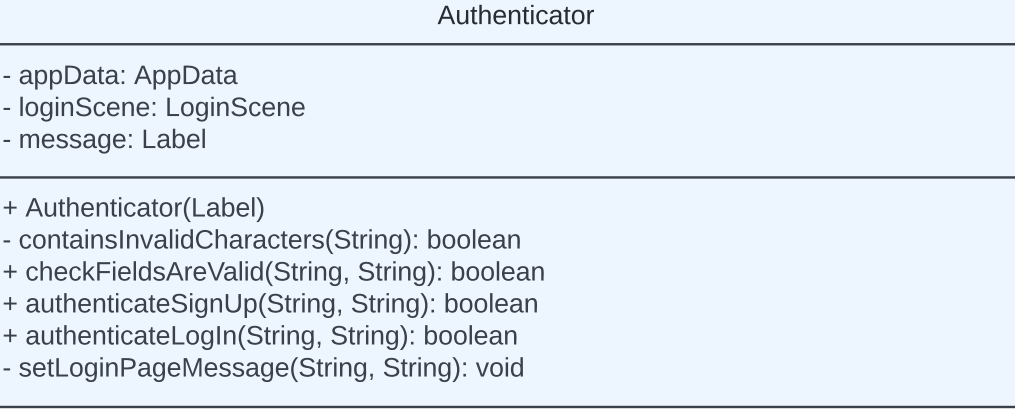 Authenticator
- appData: AppData
- loginScene: LoginScene
- message: Label
+ Authenticator(Label)
- containsInvalidCharacters(String): boolean
+ checkFieldsAreValid(String, String): boolean
+ authenticateSignUp(String, String): boolean
+ authenticateLogIn(String, String): boolean
- setLoginPageMessage(String, String): void